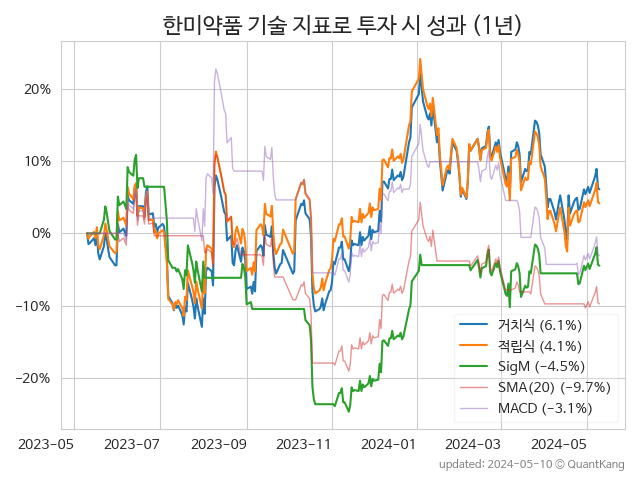 한미약품 기술 지표로 투자 시 성과 (1년)
20%
10%
0%
−10%
−20%
거치식 (6.1%)
적립식 (4.1%)
SigM (−4.5%)
SMA(20) (−9.7%)
MACD (−3.1%)
2023-05
2023-07
2023-09
2023-11
2024-01
2024-03
2024-05
updated: 2024-05-10 © QuantKang